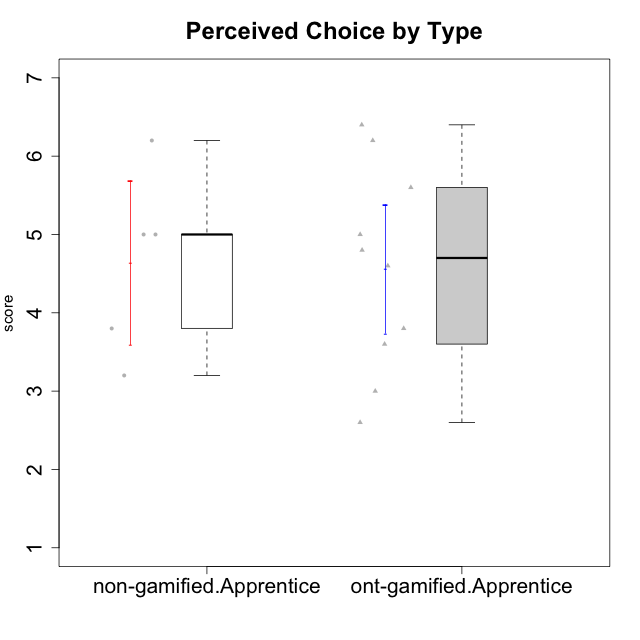 Perceived Choice by Type
7
6
5
4
3
2
1
score
non-gamified.Apprentice
ont-gamified.Apprentice